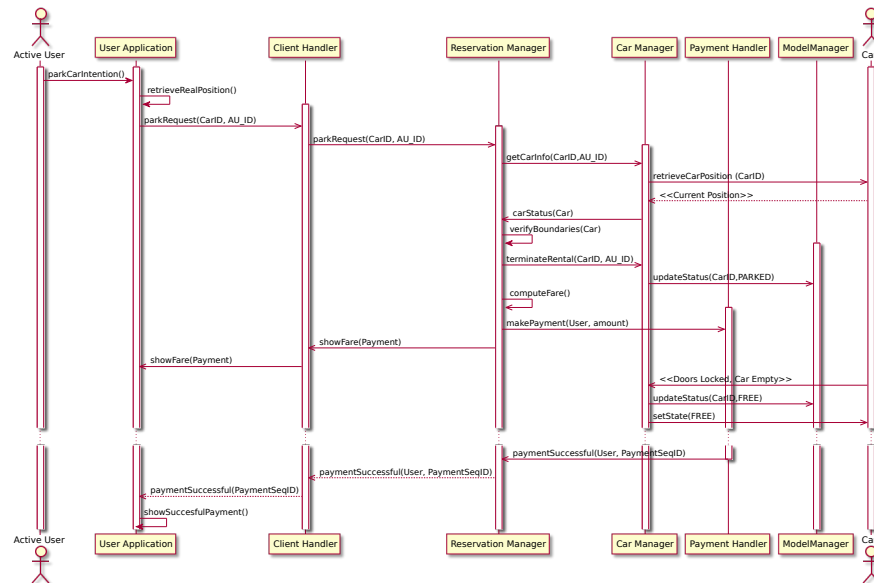 Active User
User Application
Client Handler
Reservation Manager
Car Manager
Payment Handler
ModelManager
parkCarIntention()
retrieveRealPosition()
parkRequest(CarID, AU_ID)
parkRequest(CarID, AU_ID)
getCarInfo(CarID,AU_ID)
retrieveCarPosition (CarID)
<<Current Position>>
carStatus(Car)
verifyBoundaries(Car)
terminateRental(CarID, AU_ID)
updateStatus(CarID,PARKED)
computeFare()
makePayment(User, amount)
showFare(Payment)
showFare(Payment)
<<Doors Locked, Car Empty>>
updateStatus(CarID,FREE)
setState(FREE)
paymentSuccessful(User, PaymentSeqID)
paymentSuccessful(User, PaymentSeqID)
paymentSuccessful(PaymentSeqID)
showSuccesfulPayment()
Active User
User Application
Client Handler
Reservation Manager
Car Manager
Payment Handler
ModelManager